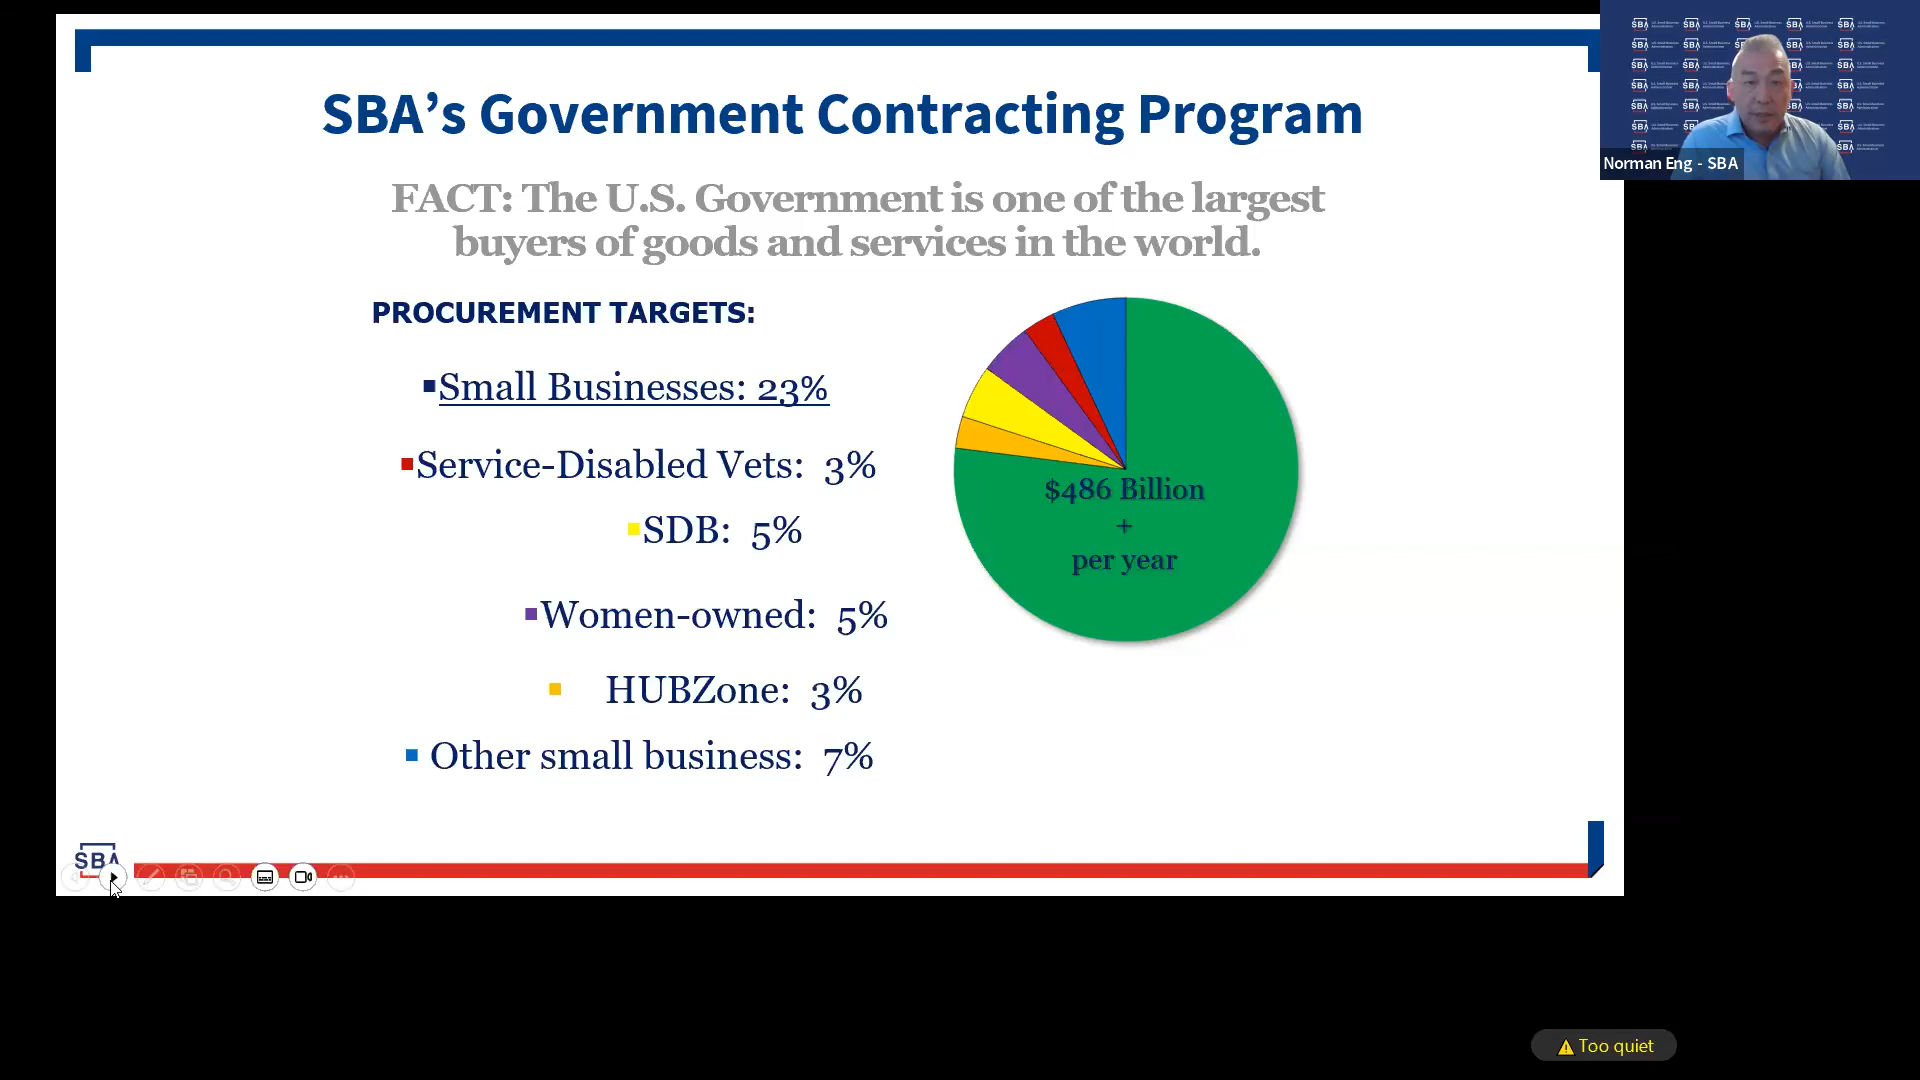 SBA's Government Contracting Program
FACT: The U.S. Government is one of the largest
buyers of goods and services in the world.
PROCUREMENT TARGETS:
Small Businesses: 23%
Service-Disabled Vets: 3%
SDB: 5%
Women-owned: 5%
HUBZone: 3%
Other small business: 7%
$486 Billion
+
per year
SBA
Norman Eng - SBA
Too quiet